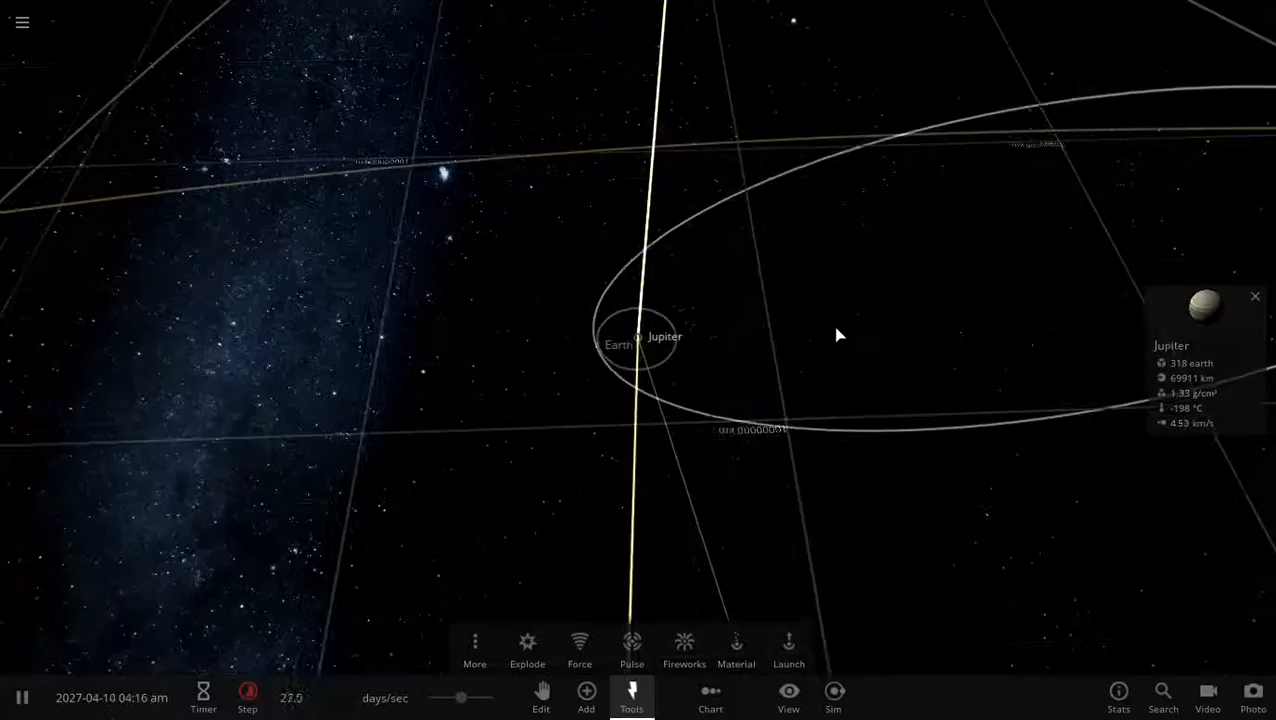 Jupiter
Earth
Jupiter
318 earth
69911 km
1.33 g/cm³
-198 °C
4.59 km/s
More
Explode
Force
Pulse
Fireworks
Material
Launch
2027-04-10 04:16 am
Timer
Step
days/sec
Edit
Add
Tools
Chart
View
Sim
Stats
Search
Video
Photo